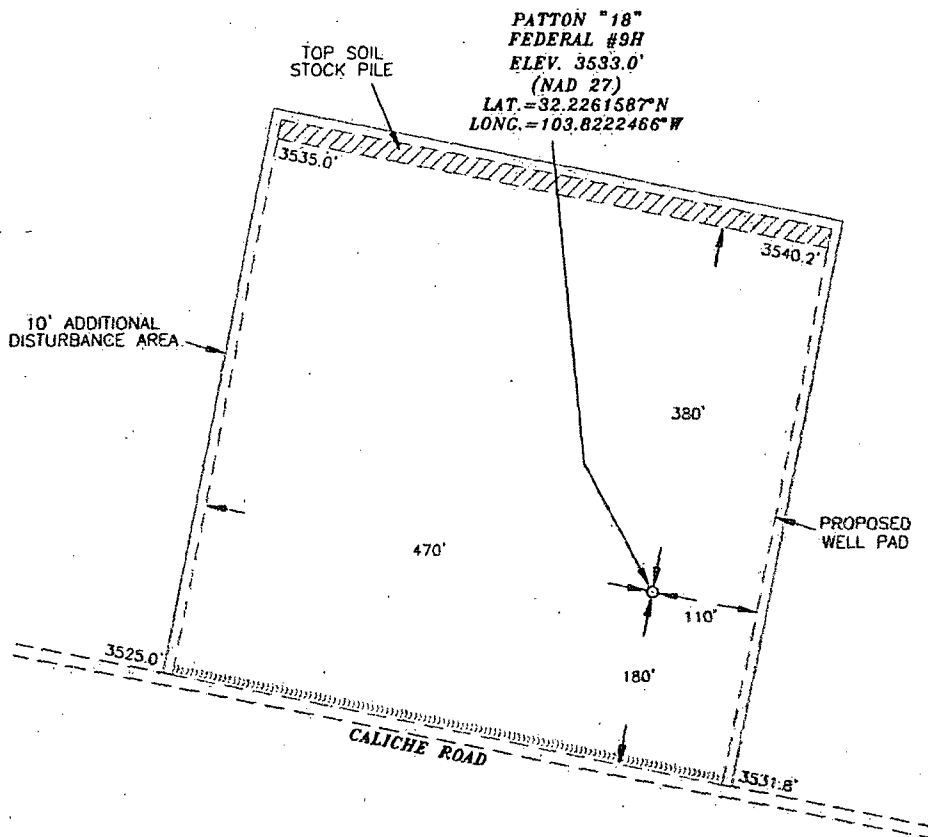 PATTON "18"
FEDERAL #9H
ELEV. 3533.0'
(NAD 27)
LAT.=32.2261587°N
LONG.=103.8222466°W
TOP SOIL
STOCK PILE
3535.0'
3540.2'
10' ADDITIONAL
DISTURBANCE AREA
380'
PROPOSED
WELL PAD
470'
110'
180'
3525.0'
CALICHE ROAD
3531.8'